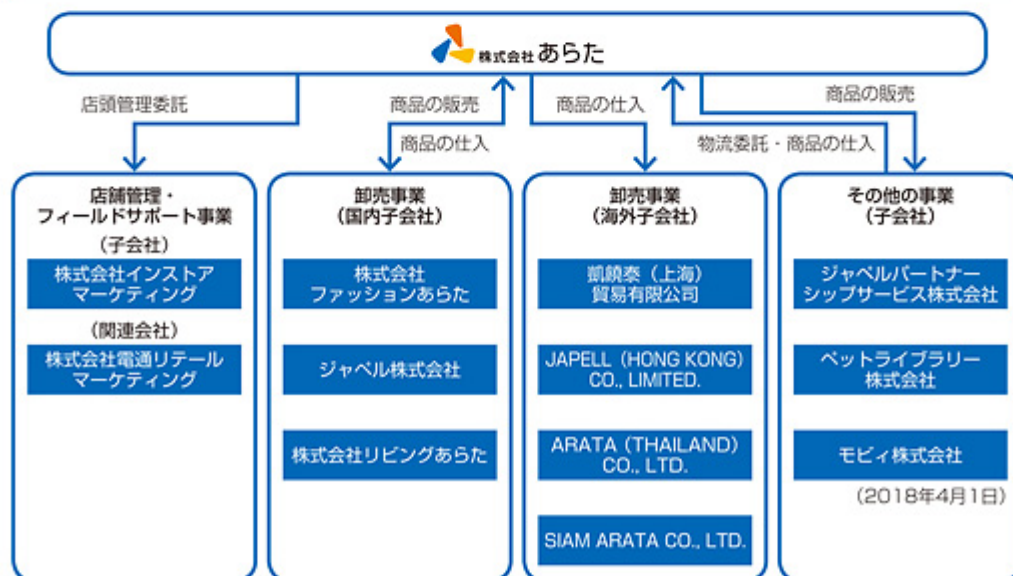 株式会社あらた
店頭管理委託
商品の販売
商品の仕入
商品の仕入
物流委託・商品の仕入
商品の販売
店舗管理・
フィールドサポート事業
(子会社)
株式会社インストア
マーケティング
(関連会社)
株式会社電通リテール
マーケティング
卸売事業
(国内子会社)
株式会社
ファッションあらた
ジャペル株式会社
株式会社リビングあらた
卸売事業
(海外子会社)
凱饒泰(上海)
貿易有限公司
JAPELL (HONG KONG)
CO., LIMITED.
ARATA (THAILAND)
CO., LTD.
SIAM ARATA CO., LTD.
その他の事業
(子会社)
ジャペルパートナー
シップサービス株式会社
ペットライブラリー
株式会社
モビィ株式会社
(2018年4月1日)